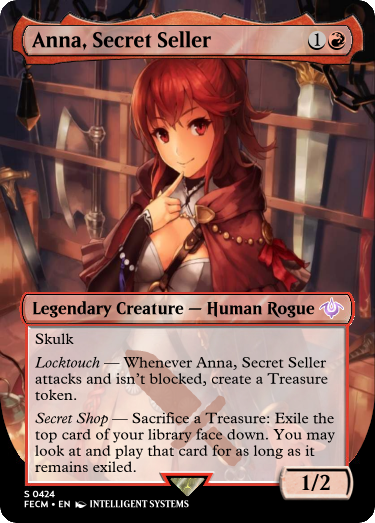 Anna, Secret Seller 1
Legendary Creature — Human Rogue
Skulk
Locktouch — Whenever Anna, Secret Seller
attacks and isn't blocked, create a Treasure
token.
Secret Shop — Sacrifice a Treasure: Exile the
top card of your library face down. You may
look at and play that card for as long as it
remains exiled.
1/2
S 0424
FECM • EN INTELLIGENT SYSTEMS